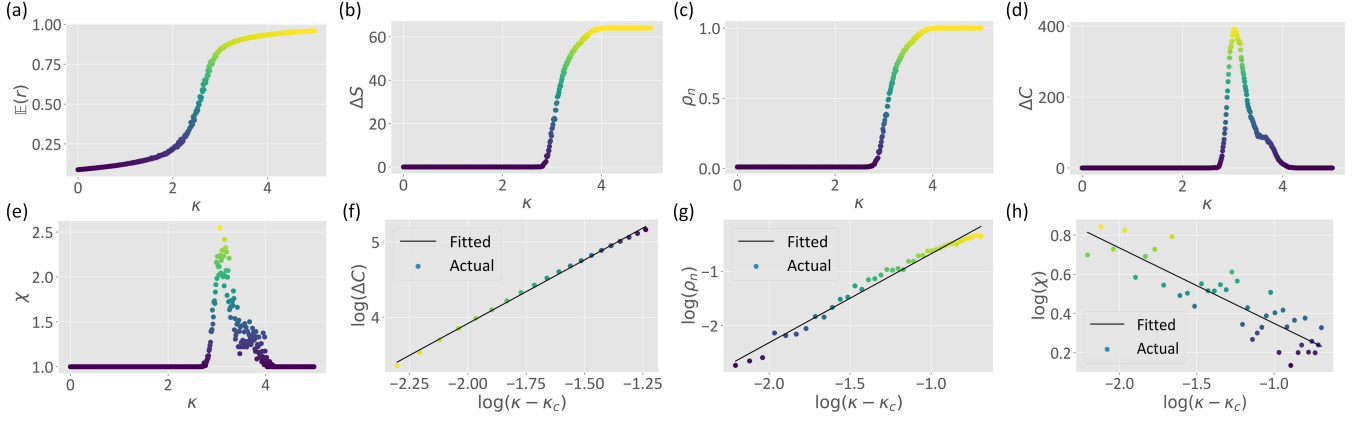 (a)
1.00
0.75
0.50
0.25
𝔼(r)
0
2
4
κ
(b)
60
40
20
0
ΔS
0
2
4
κ
(c)
1.0
0.5
0.0
ρn
0
2
4
κ
(d)
400
200
0
ΔC
0
2
4
κ
(e)
2.5
2.0
1.5
1.0
χ
0
2
4
κ
(f)
5
4
log(ΔC)
Fitted
Actual
−2.25
−2.00
−1.75
−1.50
−1.25
log(κ − κc)
(g)
−1
−2
log(ρn)
Fitted
Actual
−2.0
−1.5
−1.0
log(κ − κc)
(h)
0.8
0.6
0.4
0.2
log(χ)
Fitted
Actual
−2.0
−1.5
−1.0
log(κ − κc)